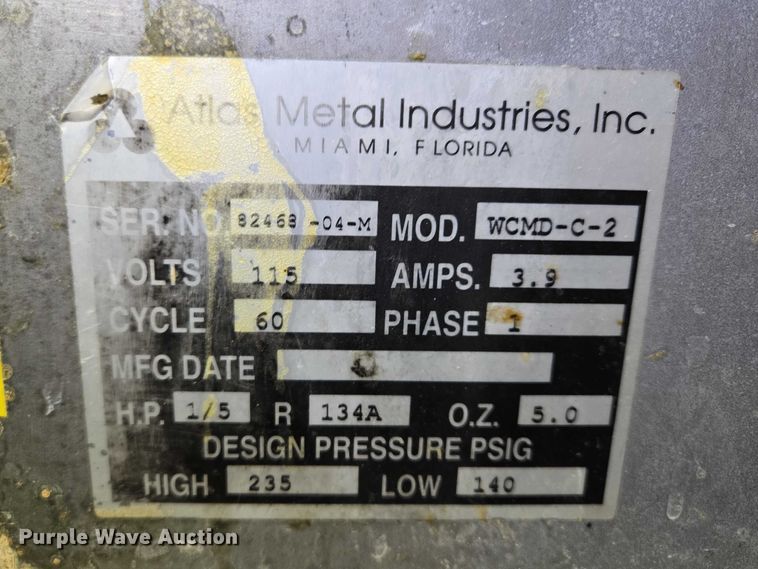 Atlas Metal Industries, Inc.
MIAMI, FLORIDA
SER. NO. 82468 -04-M MOD. WCMD-C-2
VOLTS 115 AMPS. 3.9
CYCLE 60 PHASE 1
MFG DATE
H.P. 1/5 R 134A O.Z. 5.0
DESIGN PRESSURE PSIG
HIGH 235 LOW 140
Purple Wave Auction